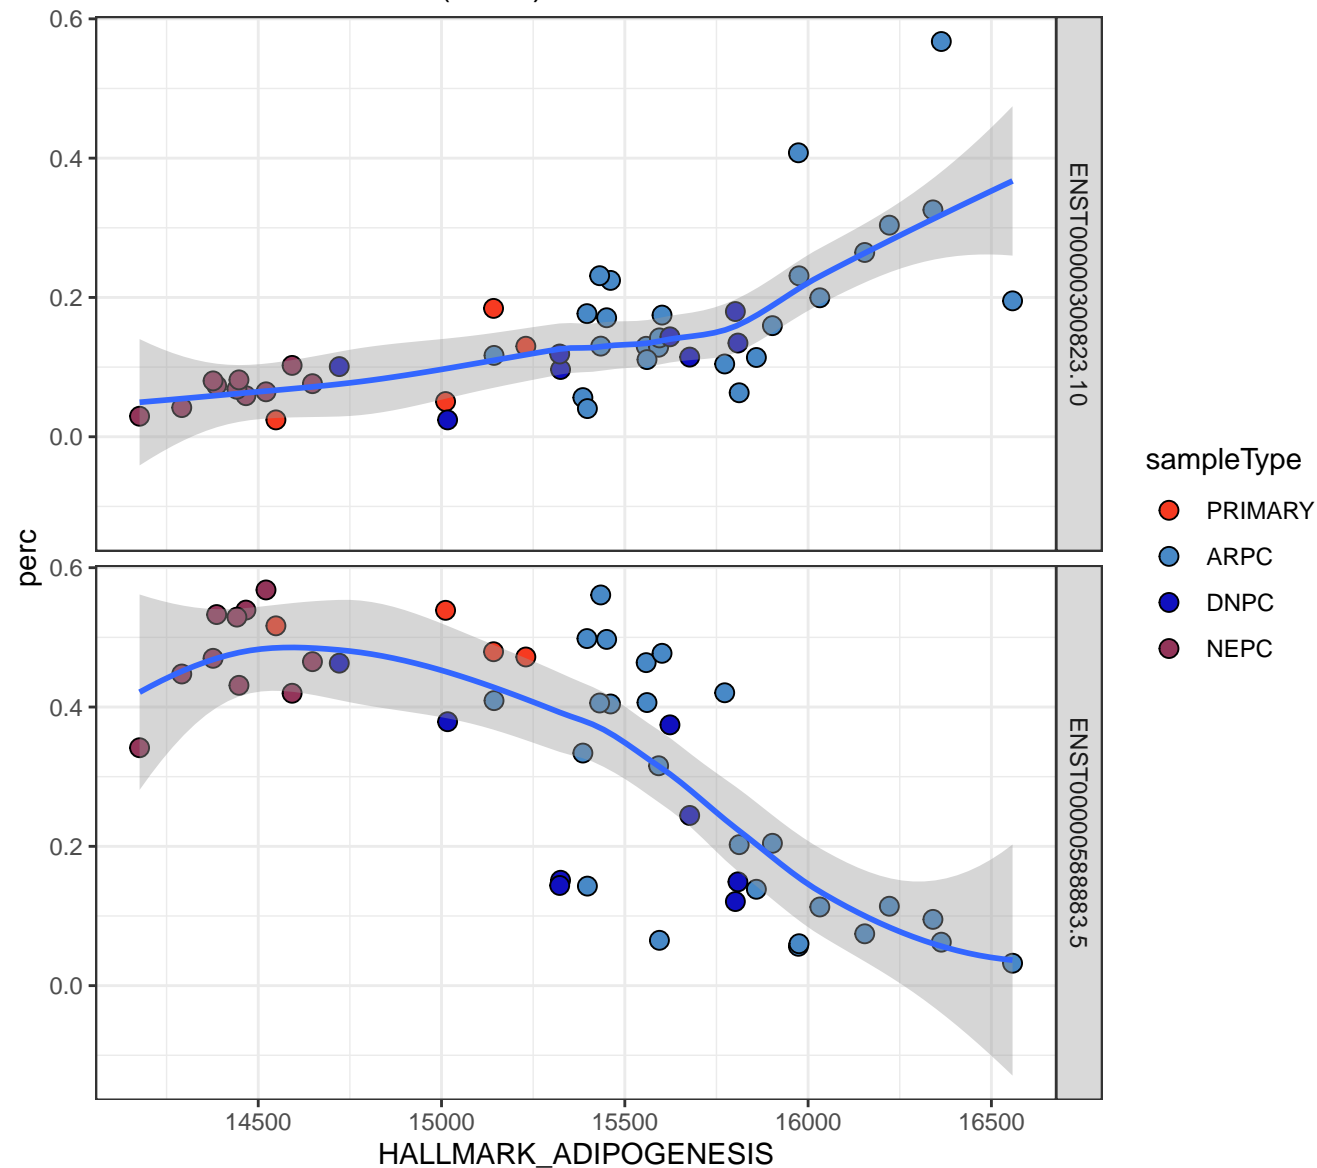 0.6
0.4
0.2
0.0
ENST00000300823.10
0.6
0.4
0.2
0.0
ENST00000588883.5
perc
14500
15000
15500
16000
16500
HALLMARK_ADIPOGENESIS
sampleType
PRIMARY
ARPC
DNPC
NEPC